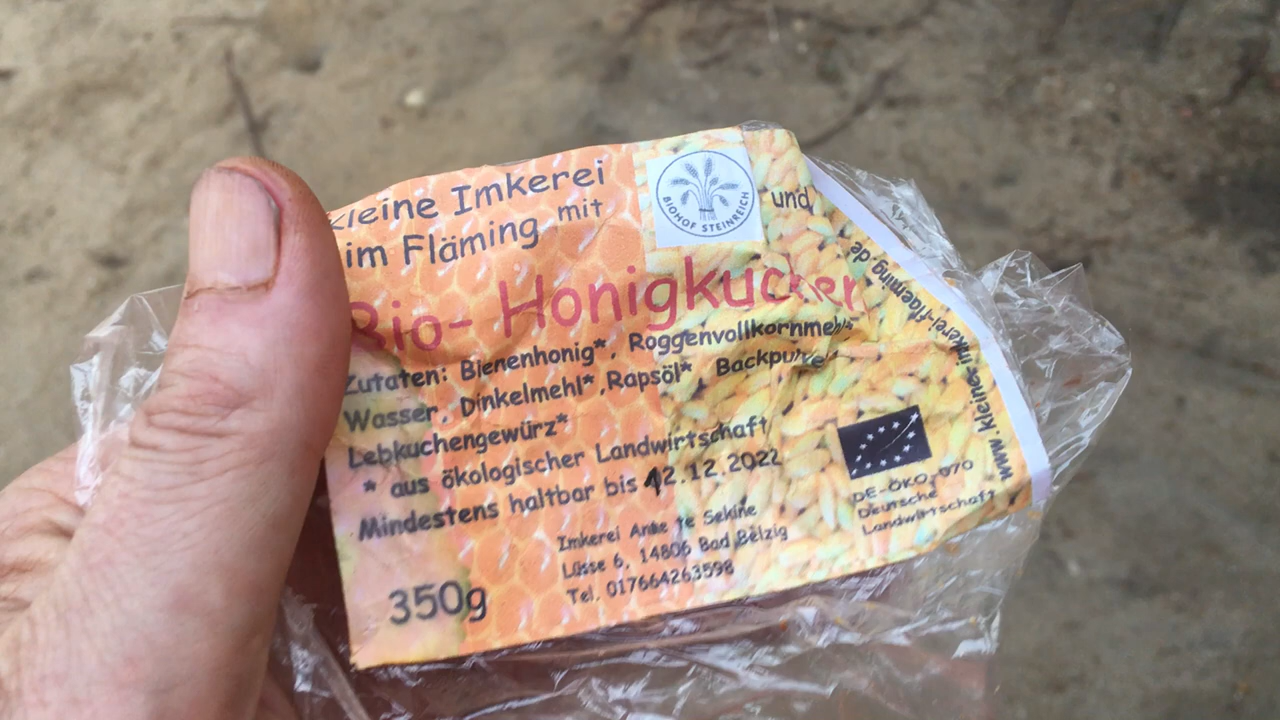 kleine Imkerei
im Fläming mit
BIOHOF STEINREICH
und
Bio- Honigkuchen
Zutaten: Bienenhonig*, Roggenvollkornmehl*
Wasser, Dinkelmehl*, Rapsöl* Backpulver
Lebkuchengewürz*
* aus ökologischer Landwirtschaft
Mindestens haltbar bis 12.12.2022
350g
Imkerei te Sekine
Lüsse 6, 14806 Bad Belzig
Tel. 017664263598
DE-ÖKO-070
Deutsche
Landwirtschaft
www.kleine-imkerei-flaeming.de